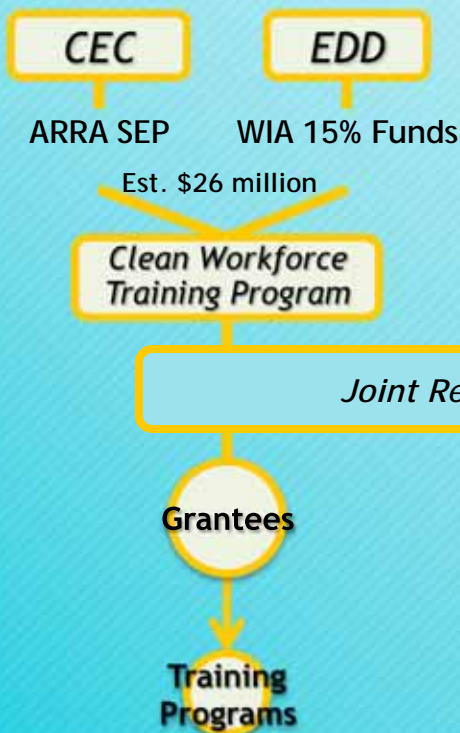 CEC EDD
ARRA SEP WIA 15% Funds
Est. $26 million
Clean Workforce
Training Program
Joint Re
Grantees
Training
Programs